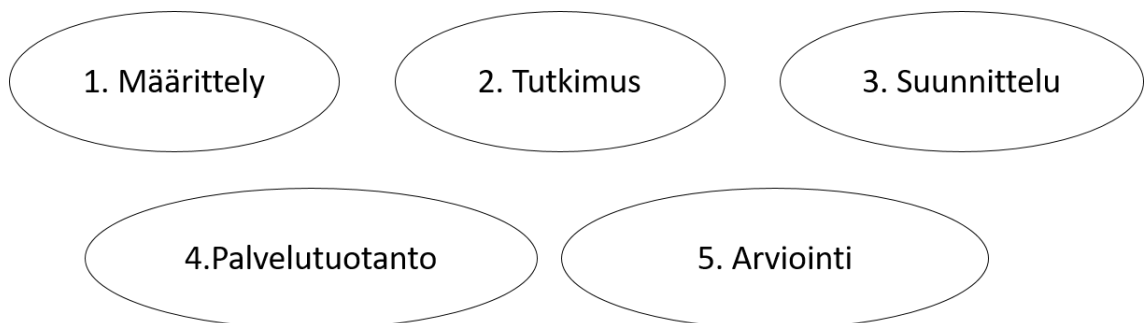 1. Määrittely
2. Tutkimus
3. Suunnittelu
4.Palvelutuotanto
5. Arviointi